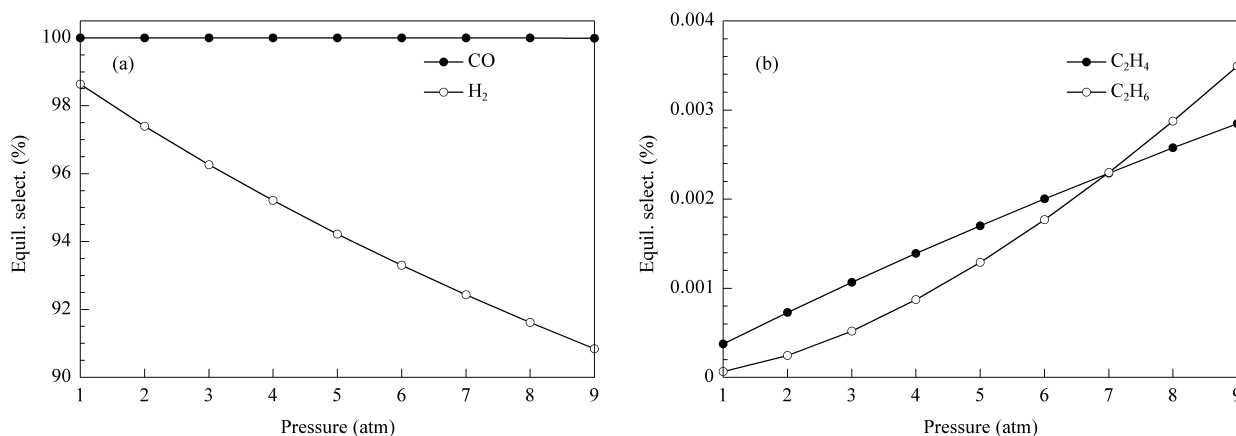 100
98
96
94
92
90
Equil. select. (%)
(a)
CO
H₂
1 2 3 4 5 6 7 8 9
Pressure (atm)
0.004
0.003
0.002
0.001
0
Equil. select. (%)
(b)
C₂H₄
C₂H₆
1 2 3 4 5 6 7 8 9
Pressure (atm)